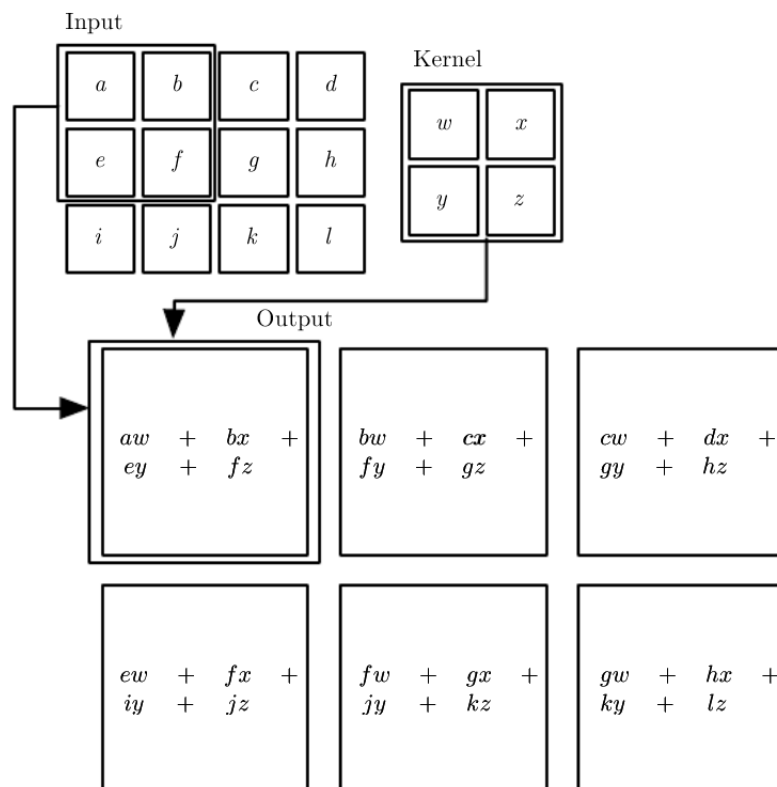 Input
Kernel
a b c d
w x
e f g h
y z
i j k l
Output
aw + bx +
ey + fz
bw + cx +
fy + gz
cw + dx +
gy + hz
ew + fx +
iy + jz
fw + gx +
jy + kz
gw + hx +
ky + lz